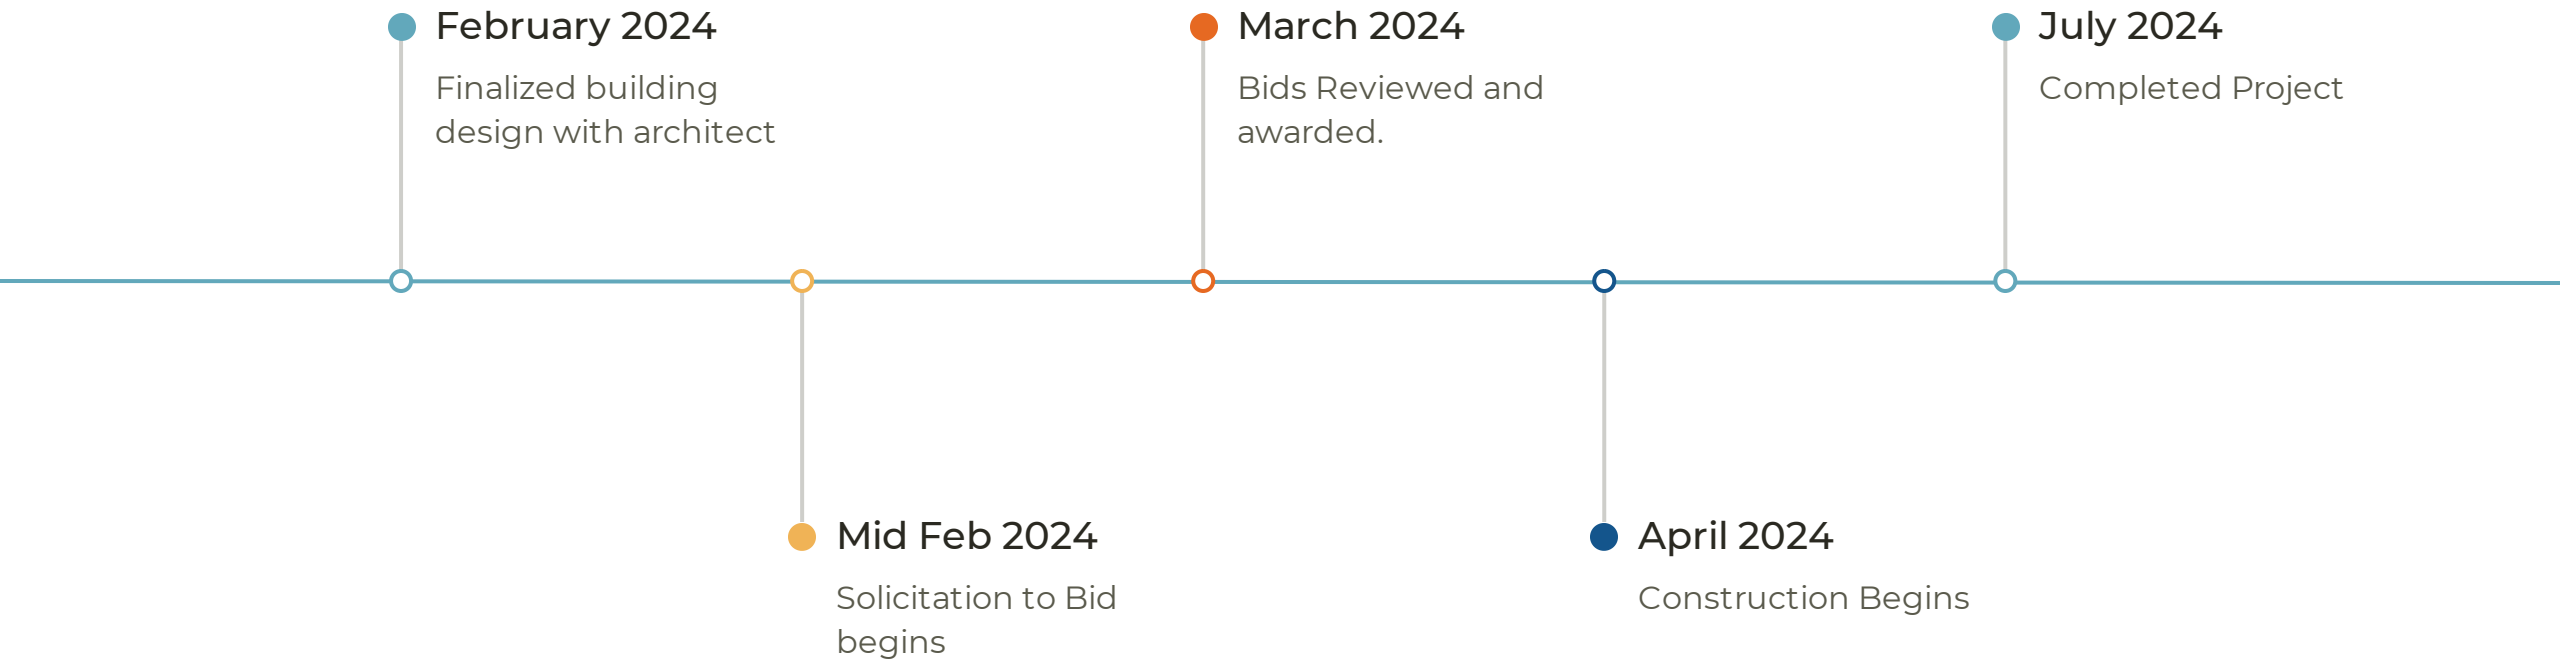 February 2024
Finalized building
design with architect
Mid Feb 2024
Solicitation to Bid
begins
March 2024
Bids Reviewed and
awarded.
April 2024
Construction Begins
July 2024
Completed Project